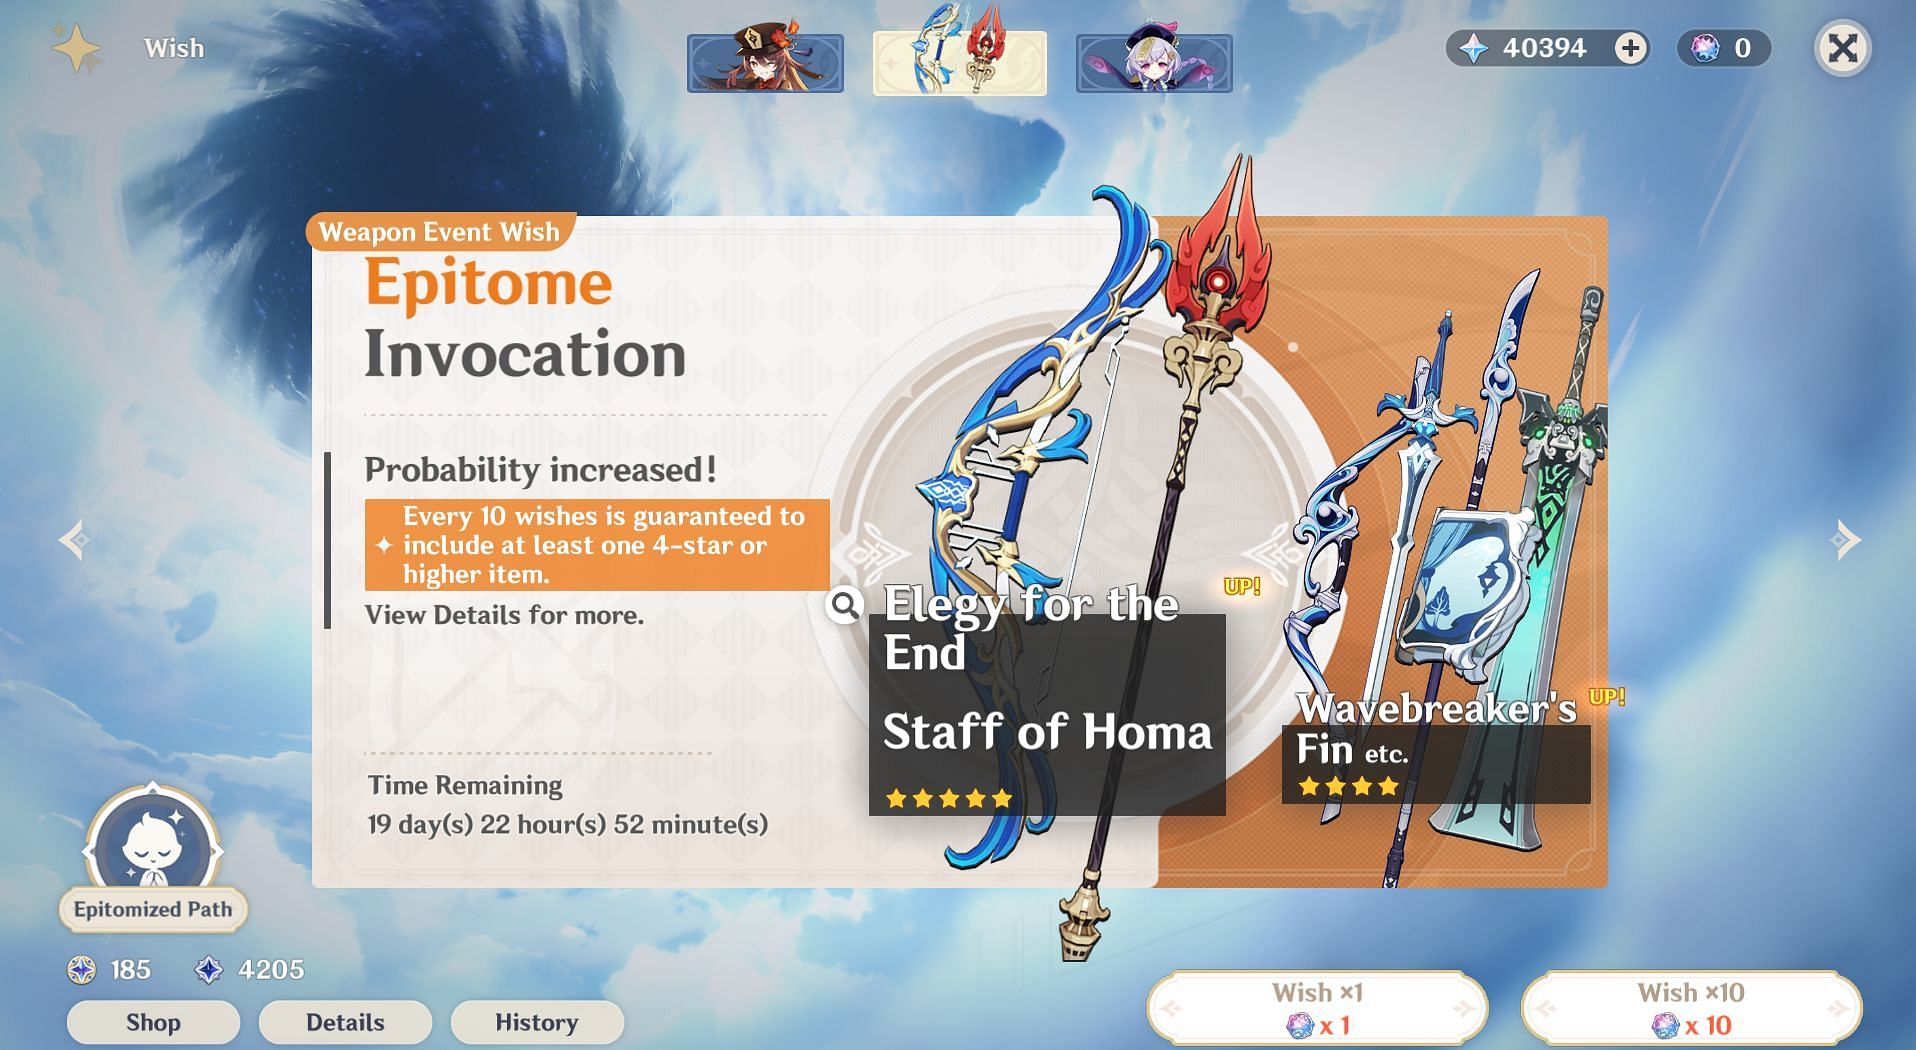 Wish
40394
0
Weapon Event Wish
Epitome
Invocation
Probability increased!
Every 10 wishes is guaranteed to
include at least one 4-star or
higher item.
View Details for more.
Time Remaining
19 day(s) 22 hour(s) 52 minute(s)
UP!
Elegy for the
End
Staff of Homa
UP!
Wavebreaker's
Fin etc.
Epitomized Path
185
4205
Shop
Details
History
Wish ×1
x 1
Wish ×10
x 10